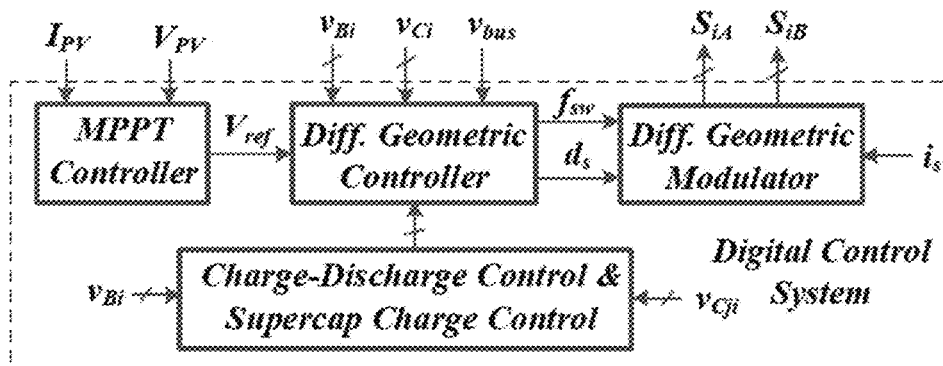 I_PV V_PV v_Bi v_Ci v_bus S_iA S_iB
MPPT
Controller
V_ref
Diff. Geometric
Controller
f_sw
d_s
Diff. Geometric
Modulator
i_s
v_Bi
Charge-Discharge Control &
Supercap Charge Control
v_Cji
Digital Control
System